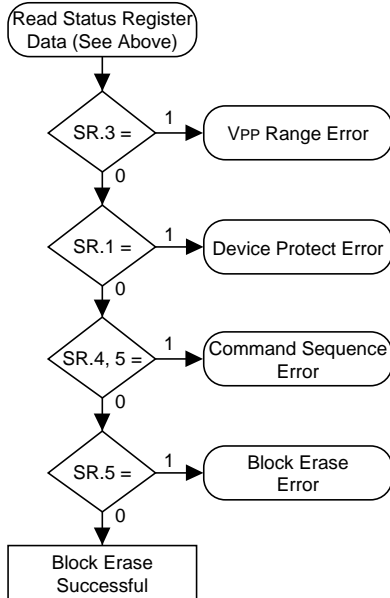 Read Status Register
Data (See Above)
SR.3 =
1
VPP Range Error
0
SR.1 =
1
Device Protect Error
0
SR.4, 5 =
1
Command Sequence
Error
0
SR.5 =
1
Block Erase
Error
0
Block Erase
Successful